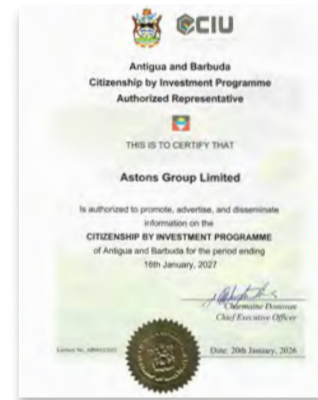 CIU
Antigua and Barbuda
Citizenship by Investment Programme
Authorized Representative
THIS IS TO CERTIFY THAT
Astons Group Limited
Is authorized to promote, advertise, and disseminate
information on the
CITIZENSHIP BY INVESTMENT PROGRAMME
of Antigua and Barbuda for the period ending
16th January, 2027
Charmaine Donovan
Chief Executive Officer
Date: 20th January, 2026